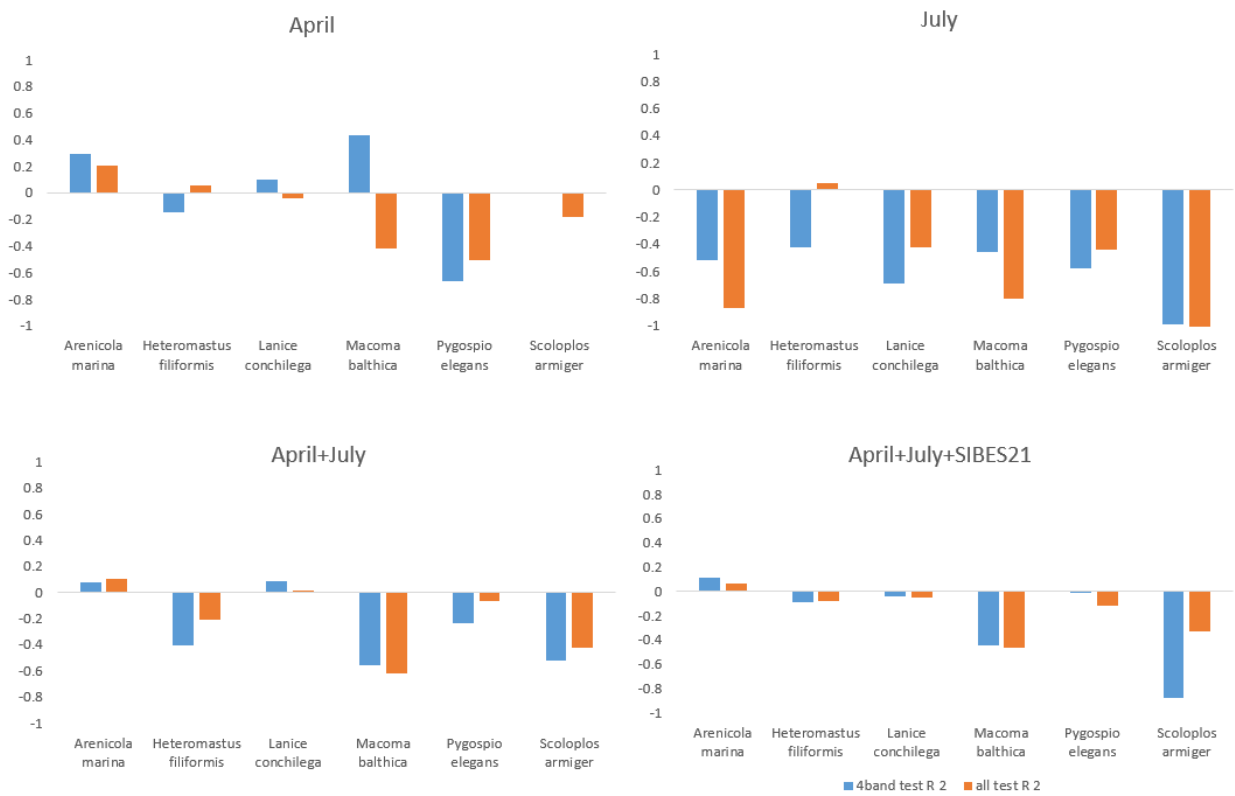 April
1
0.8
0.6
0.4
0.2
0
-0.2
-0.4
-0.6
-0.8
-1
Arenicola marina
Heteromastus filiformis
Lanice conchilega
Macoma balthica
Pygospio elegans
Scoloplos armiger
July
1
0.8
0.6
0.4
0.2
0
-0.2
-0.4
-0.6
-0.8
-1
Arenicola marina
Heteromastus filiformis
Lanice conchilega
Macoma balthica
Pygospio elegans
Scoloplos armiger
April+July
1
0.8
0.6
0.4
0.2
0
-0.2
-0.4
-0.6
-0.8
-1
Arenicola marina
Heteromastus filiformis
Lanice conchilega
Macoma balthica
Pygospio elegans
Scoloplos armiger
April+July+SIBES21
1
0.8
0.6
0.4
0.2
0
-0.2
-0.4
-0.6
-0.8
-1
Arenicola marina
Heteromastus filiformis
Lanice conchilega
Macoma balthica
Pygospio elegans
Scoloplos armiger
4band test R 2
all test R 2